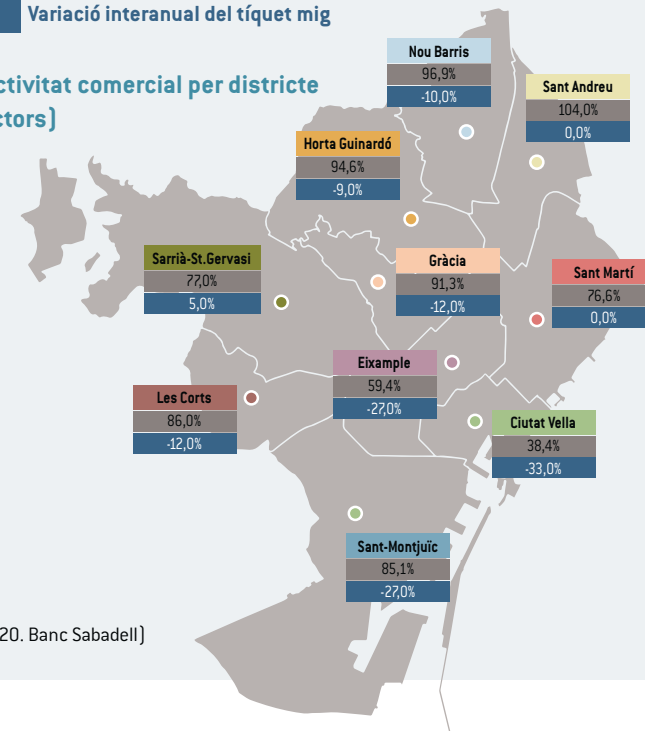 Variació interanual del tíquet mig
ctivitat comercial per districte
ctors)
Nou Barris
96,9%
-10,0%
Sant Andreu
104,0%
0,0%
Horta Guinardó
94,6%
-9,0%
Sarrià-St.Gervasi
77,0%
5,0%
Gràcia
91,3%
-12,0%
Sant Martí
76,6%
0,0%
Eixample
59,4%
-27,0%
Les Corts
86,0%
-12,0%
Ciutat Vella
38,4%
-33,0%
Sant-Montjuïc
85,1%
-27,0%
20. Banc Sabadell)